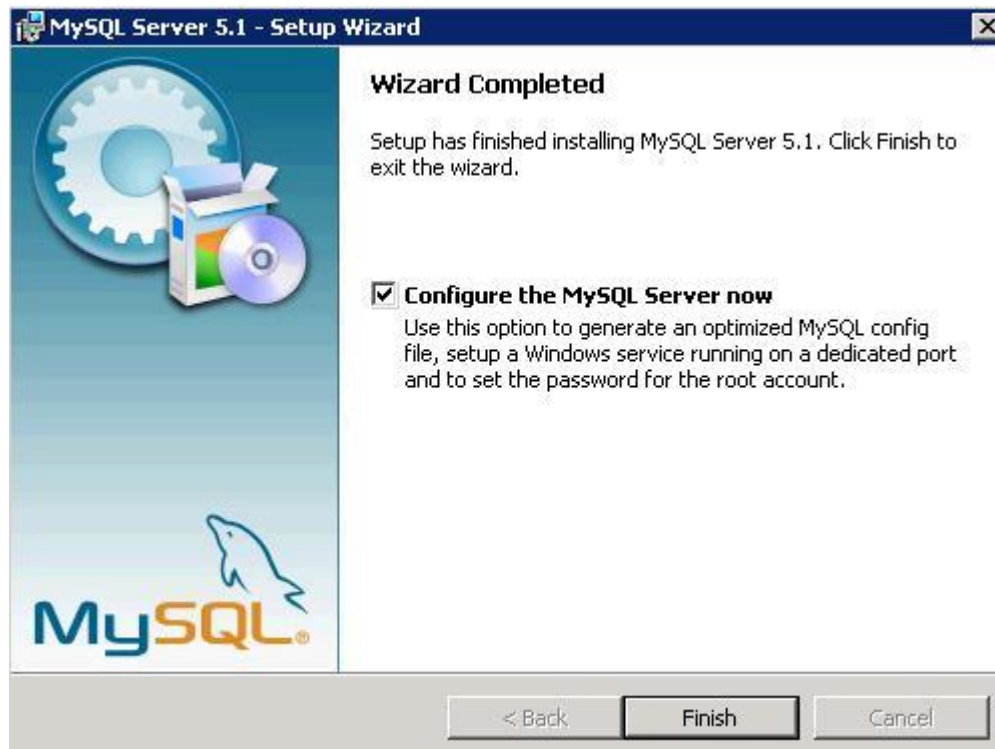 MySQL Server 5.1 - Setup Wizard
Wizard Completed
Setup has finished installing MySQL Server 5.1. Click Finish to
exit the wizard.
Configure the MySQL Server now
Use this option to generate an optimized MySQL config
file, setup a Windows service running on a dedicated port
and to set the password for the root account.
MySQL®
< Back
Finish
Cancel